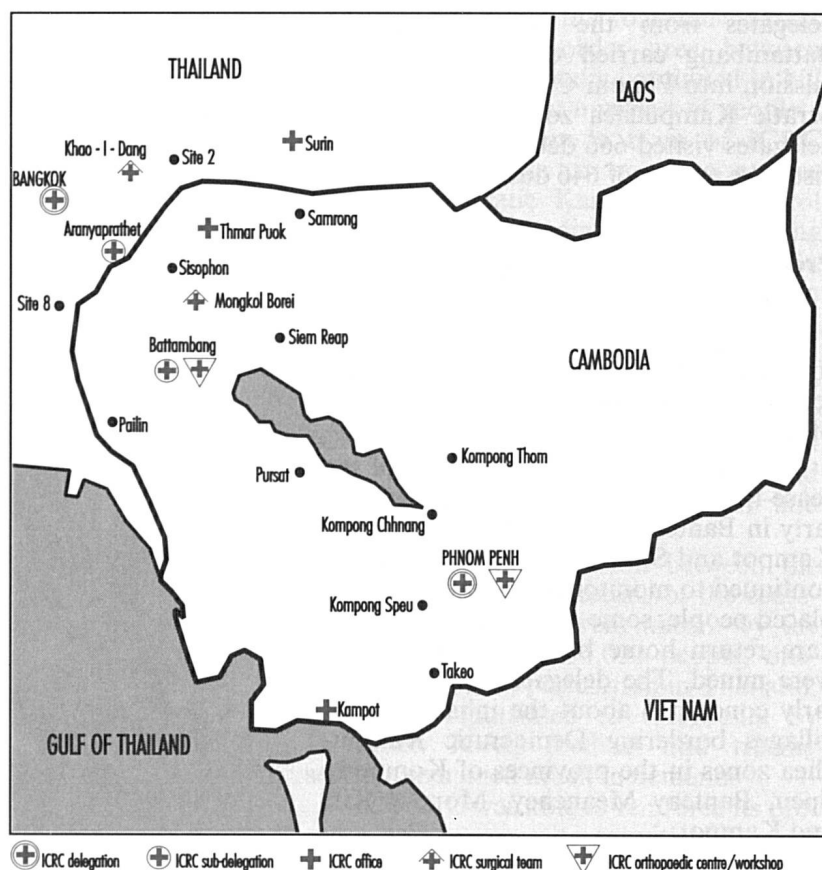 THAILAND
LAOS
Khao - I - Dang
Site 2
Surin
BANGKOK
Samrong
Aranyaprathet
Thmar Puok
Sisophon
Site 8
Mongkol Borei
Siem Reap
Battambang
CAMBODIA
Pailin
Kompong Thom
Pursat
Kompong Chhnang
PHNOM PENH
Kompong Speu
Takeo
Kampot
VIET NAM
GULF OF THAILAND
ICRC delegation ICRC sub-delegation ICRC office ICRC surgical team ICRC orthopaedic centre/workshop